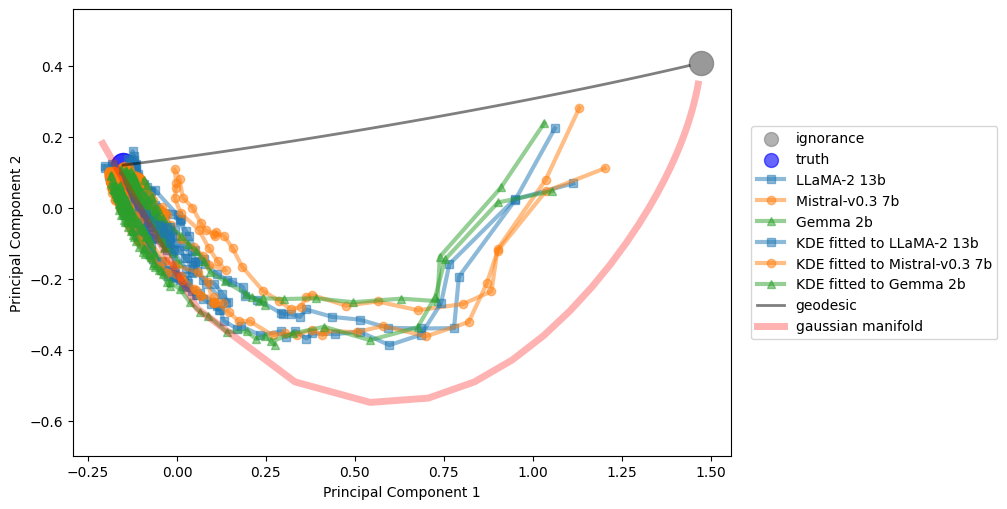 Principal Component 2
0.4
0.2
0.0
−0.2
−0.4
−0.6
−0.25
0.00
0.25
0.50
0.75
1.00
1.25
1.50
Principal Component 1
ignorance
truth
LLaMA-2 13b
Mistral-v0.3 7b
Gemma 2b
KDE fitted to LLaMA-2 13b
KDE fitted to Mistral-v0.3 7b
KDE fitted to Gemma 2b
geodesic
gaussian manifold